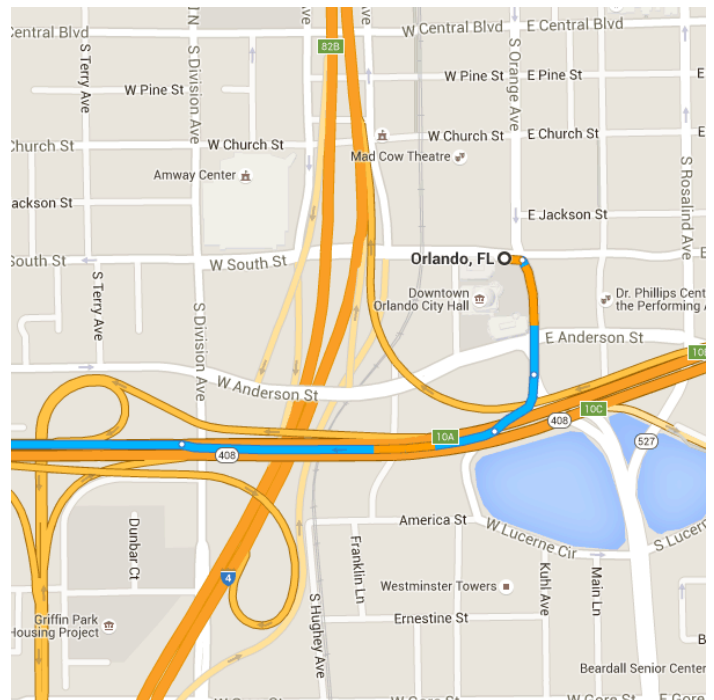 W Central Blvd
E Central Blvd
82B
S Terry Ave
N
S Division Ave
S Orange Ave
W Pine St
W Pine St
E Pine St
Church St
W Church St
W Church St
E Church St
E
Mad Cow Theatre
Amway Center
S Rosalind Ave
ackson St
E Jackson St
South St
W South St
Orlando, FL
E
S Terry Ave
S Division Ave
Downtown
Orlando City Hall
Dr. Phillips Cent
the Performing A
E Anderson St
W Anderson St
10C
10A
408
408
527
America St
W Lucerne Cir
S Lucern
Dunbar Ct
Franklin Ln
4
Westminster Towers
Kuhl Ave
Main Ln
S Hughey Ave
Ernestine St
Griffin Park
Housing Project
Beardall Senior Center